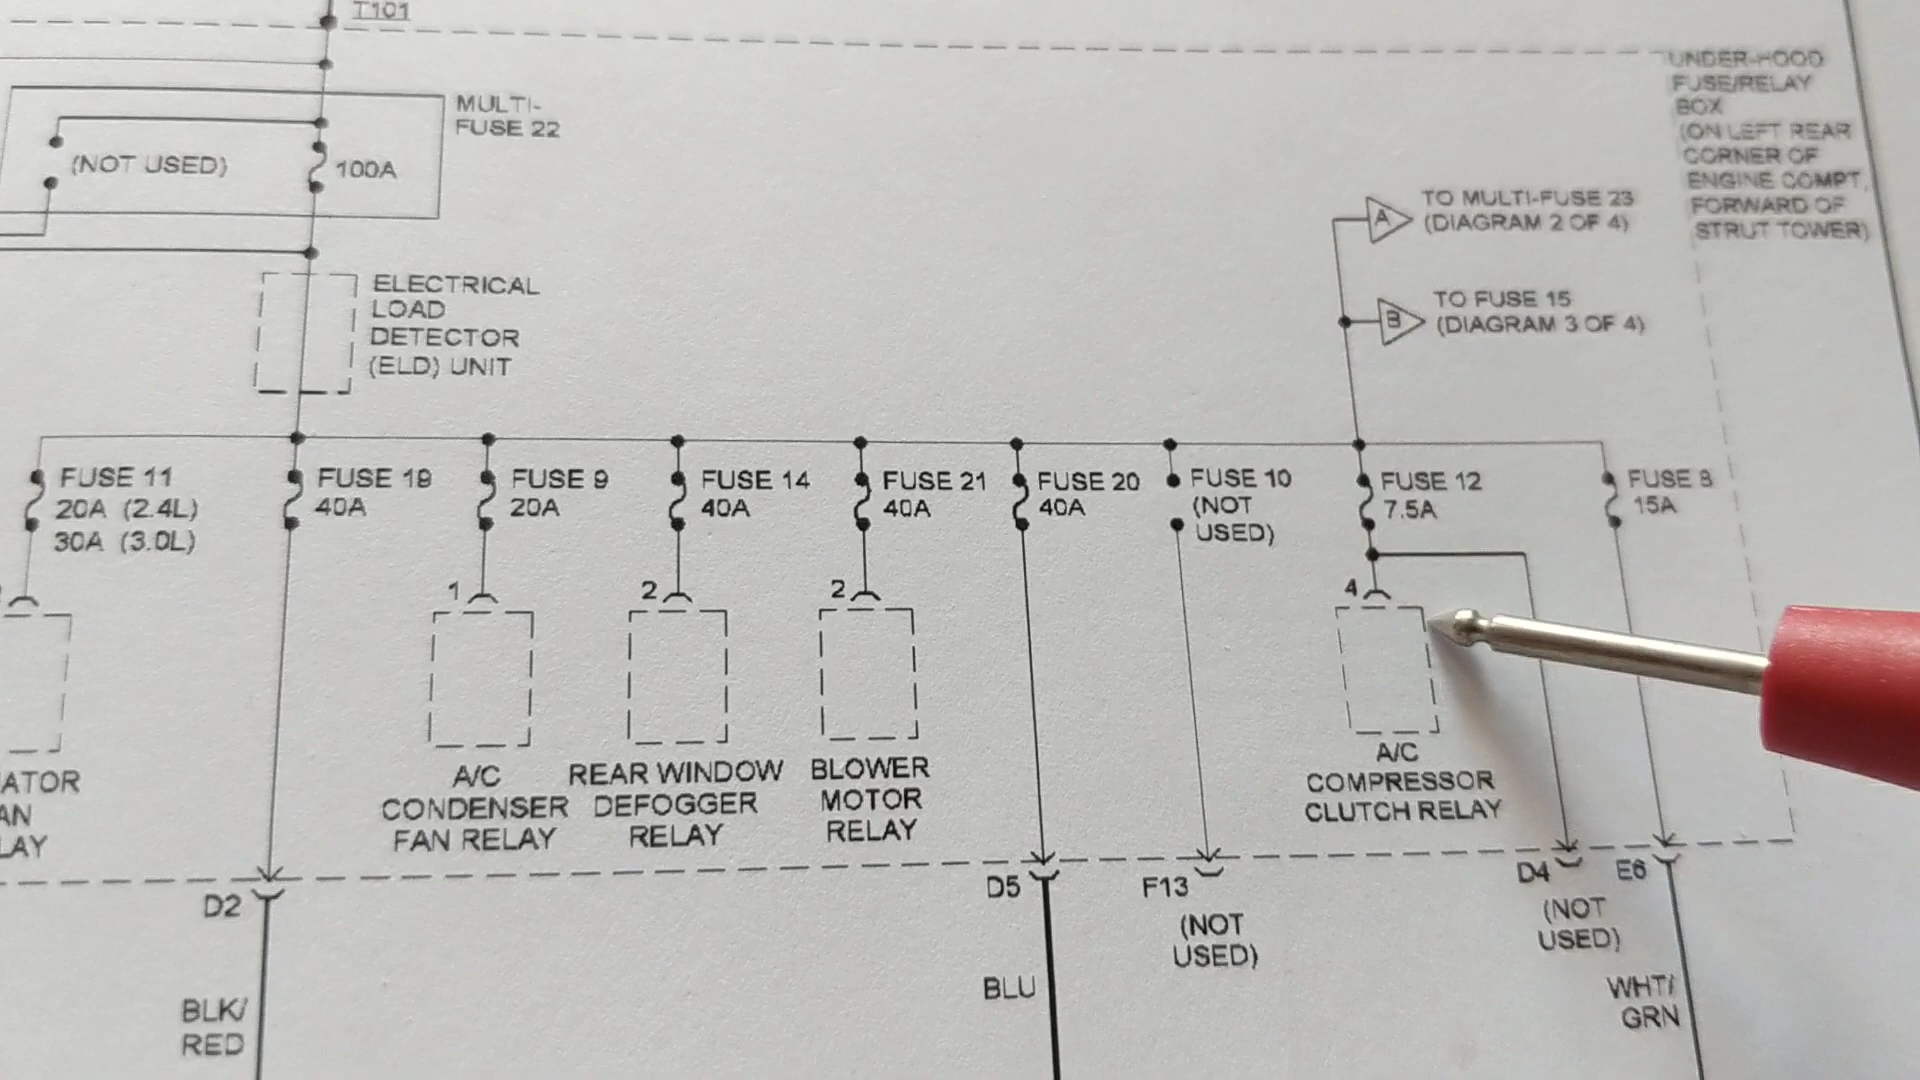 T101
UNDER-HOOD
FUSE/RELAY
BOX
(ON LEFT REAR
CORNER OF
ENGINE COMPT,
FORWARD OF
STRUT TOWER)
MULTI-
FUSE 22
(NOT USED)
100A
A
TO MULTI-FUSE 23
(DIAGRAM 2 OF 4)
B
TO FUSE 15
(DIAGRAM 3 OF 4)
ELECTRICAL
LOAD
DETECTOR
(ELD) UNIT
FUSE 11
20A (2.4L)
30A (3.0L)
FUSE 19
40A
FUSE 9
20A
FUSE 14
40A
FUSE 21
40A
FUSE 20
40A
FUSE 10
(NOT
USED)
FUSE 12
7.5A
FUSE 8
15A
1
2
2
4
IATOR
AN
LAY
A/C
CONDENSER
FAN RELAY
REAR WINDOW
DEFOGGER
RELAY
BLOWER
MOTOR
RELAY
A/C
COMPRESSOR
CLUTCH RELAY
D2
D5
F13
(NOT
USED)
D4
(NOT
USED)
E6
BLK/
RED
BLU
WHT/
GRN